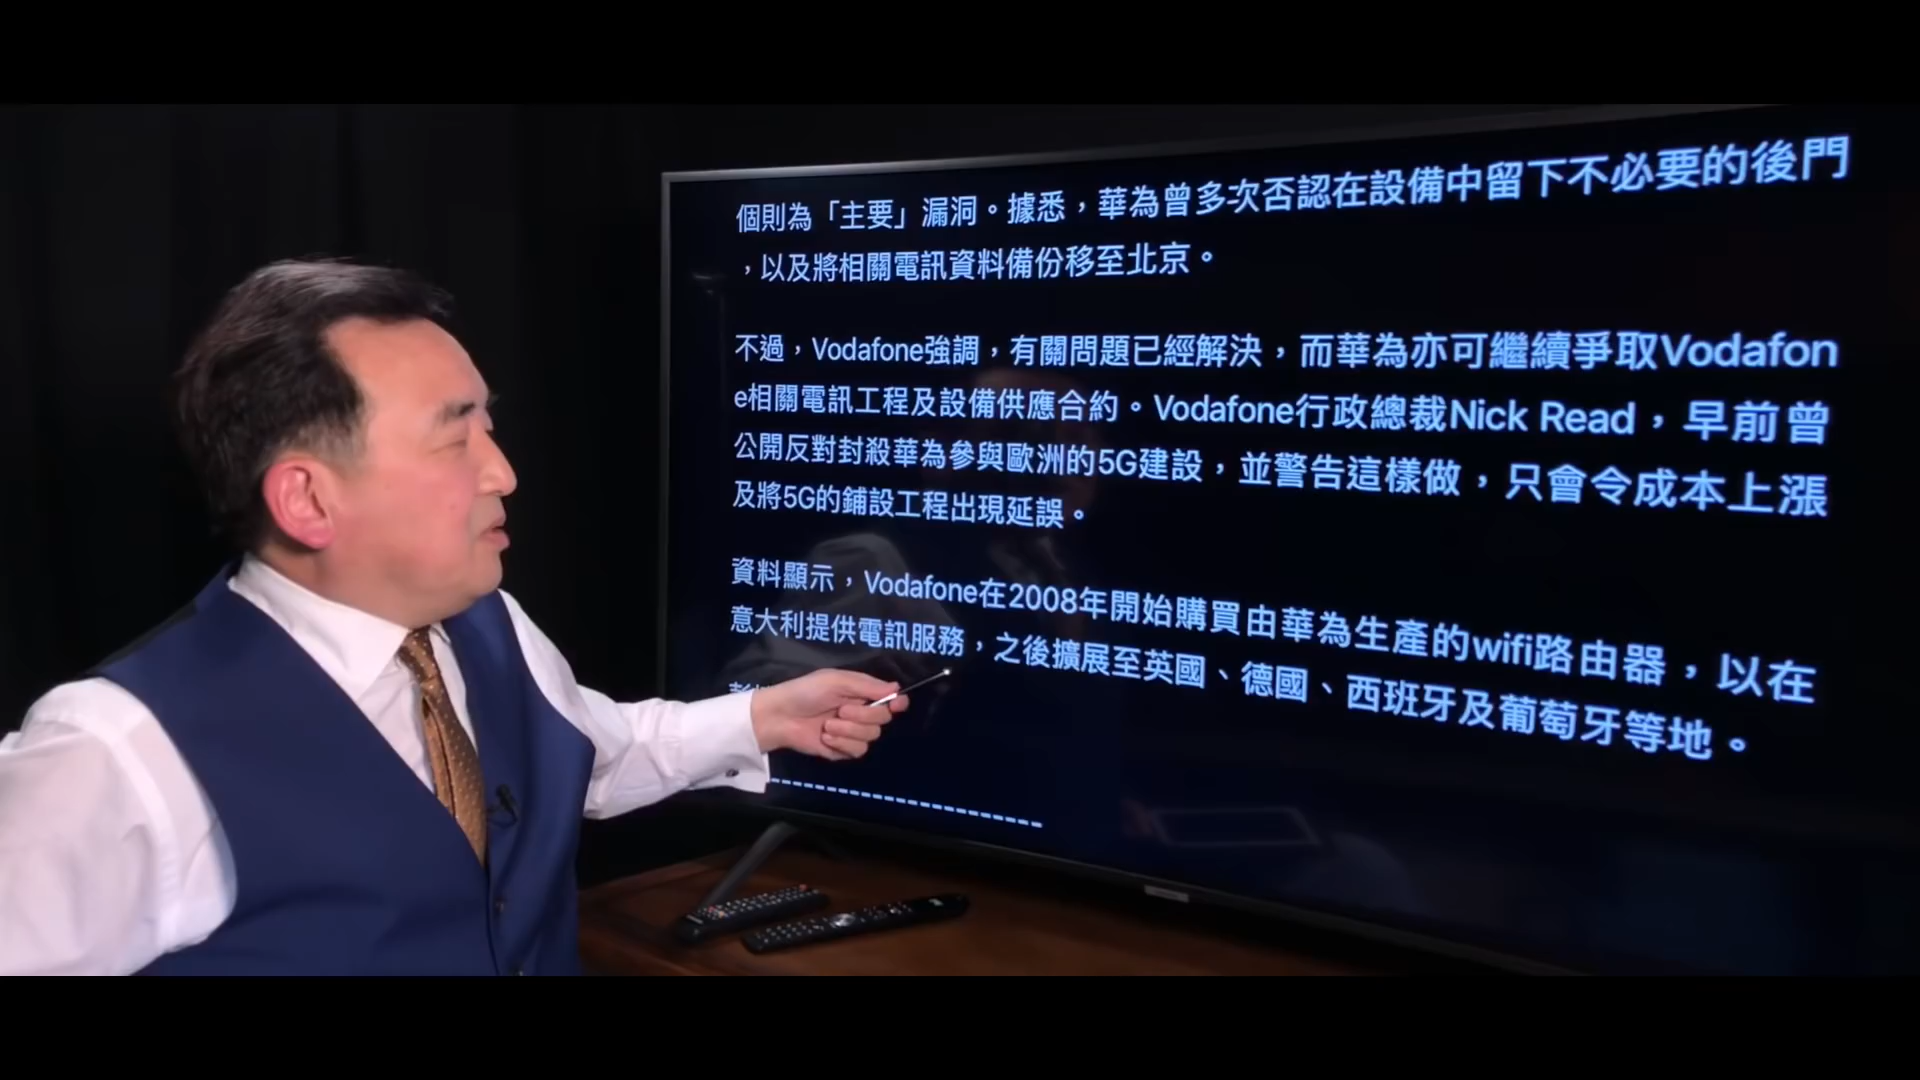 個則為「主要」漏洞。據悉，華為曾多次否認在設備中留下不必要的後門
，以及將相關電訊資料備份移至北京。
不過，Vodafone強調，有關問題已經解決，而華為亦可繼續爭取Vodafon
e相關電訊工程及設備供應合約。Vodafone行政總裁Nick Read，早前曾
公開反對封殺華為參與歐洲的5G建設，並警告這樣做，只會令成本上漲
及將5G的鋪設工程出現延誤。
資料顯示，Vodafone在2008年開始購買由華為生產的wifi路由器，以在
意大利提供電訊服務，之後擴展至英國、德國、西班牙及葡萄牙等地。
----------------------